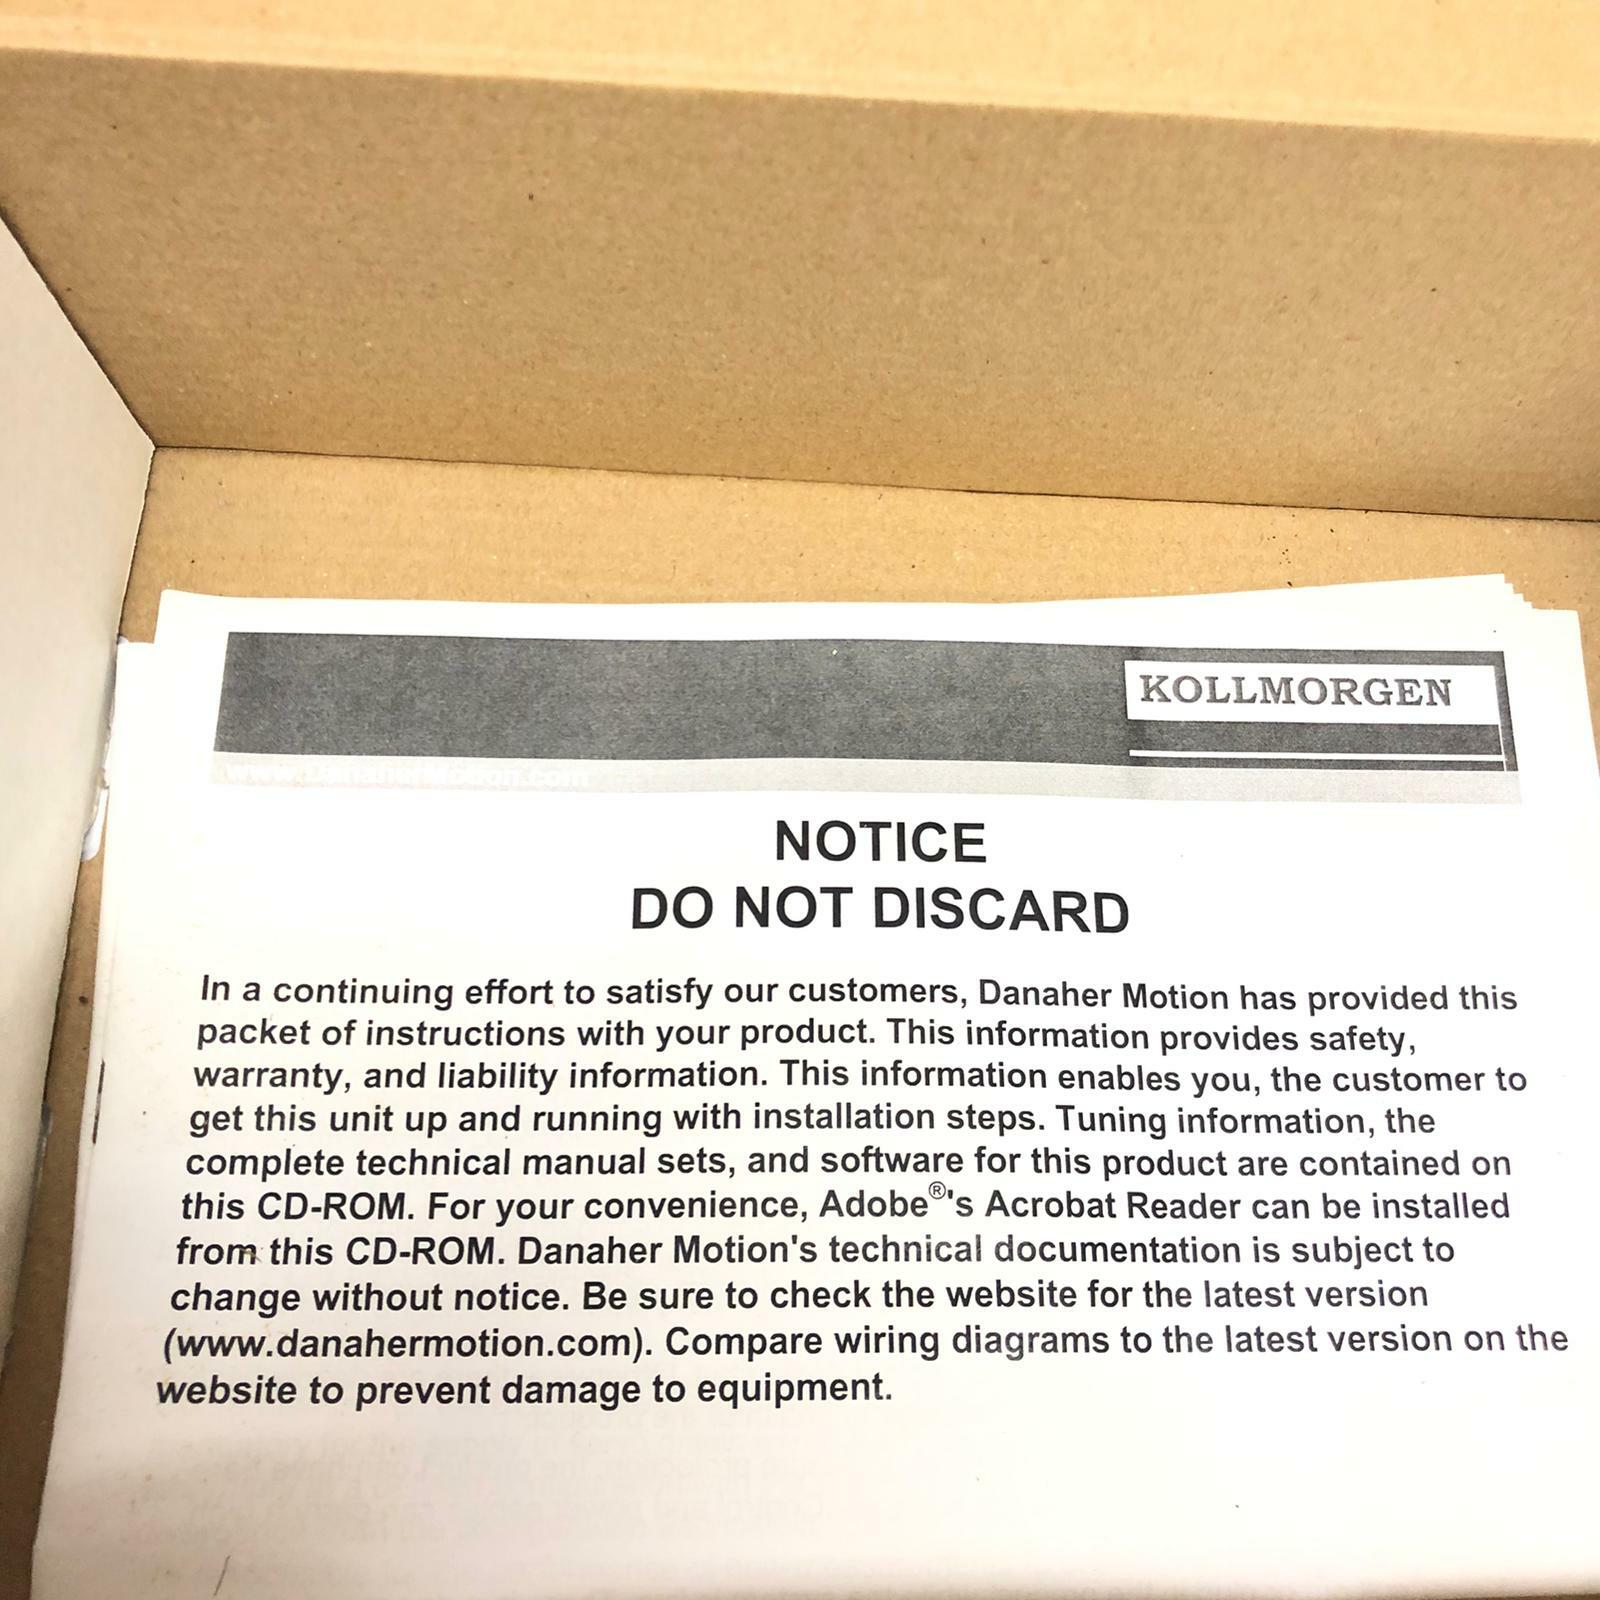 KOLLMORGEN
www.DanaherMotion.com
NOTICE
DO NOT DISCARD
In a continuing effort to satisfy our customers, Danaher Motion has provided this
packet of instructions with your product. This information provides safety,
warranty, and liability information. This information enables you, the customer to
get this unit up and running with installation steps. Tuning information, the
complete technical manual sets, and software for this product are contained on
this CD-ROM. For your convenience, Adobe®'s Acrobat Reader can be installed
from this CD-ROM. Danaher Motion's technical documentation is subject to
change without notice. Be sure to check the website for the latest version
(www.danahermotion.com). Compare wiring diagrams to the latest version on the
website to prevent damage to equipment.